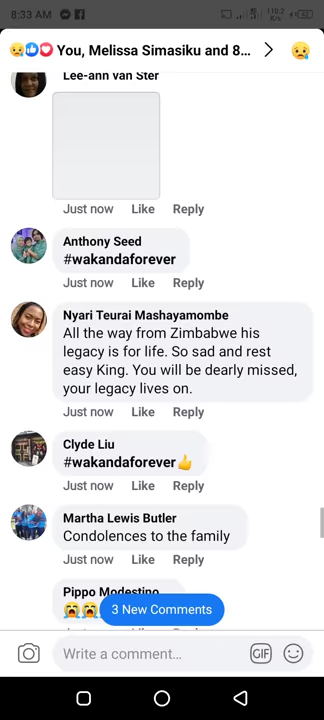 8:33 AM
110.2
You, Melissa Simasiku and 8...
Lee-ann van Ster
Just now Like Reply
Anthony Seed
#wakandaforever
Just now Like Reply
Nyari Teurai Mashayamombe
All the way from Zimbabwe his
legacy is for life. So sad and rest
easy King. You will be dearly missed,
your legacy lives on.
Just now Like Reply
Clyde Liu
#wakandaforever👍
Just now Like Reply
Martha Lewis Butler
Condolences to the family
Just now Like Reply
Pippo Modestino
😭😭
3 New Comments
Write a comment...
GIF